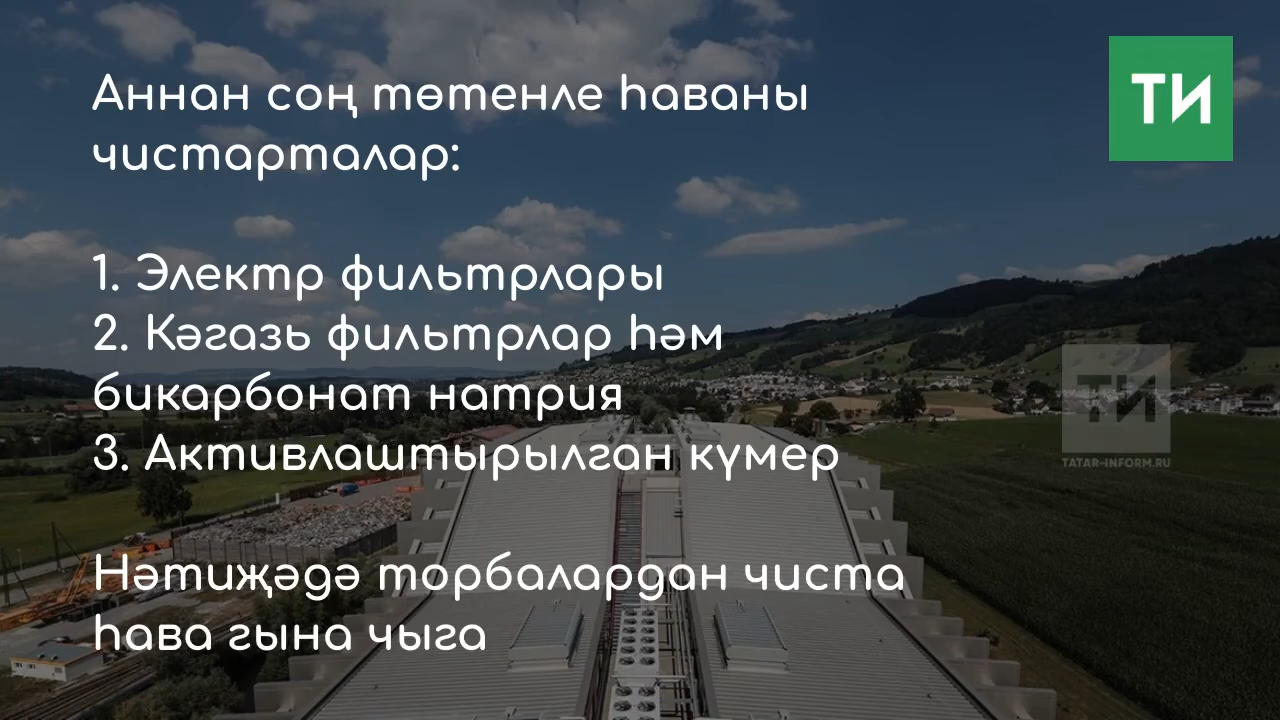 Аннан соң төтенле һаваны
чистарталар:
1. Электр фильтрлары
2. Кәгазь фильтрлар һәм
бикарбонат натрия
3. Активлаштырылган күмер
Нәтиҗәдә торбалардан чиста
һава гына чыга
ТИ
ТИ
TATAR-INFORM.RU